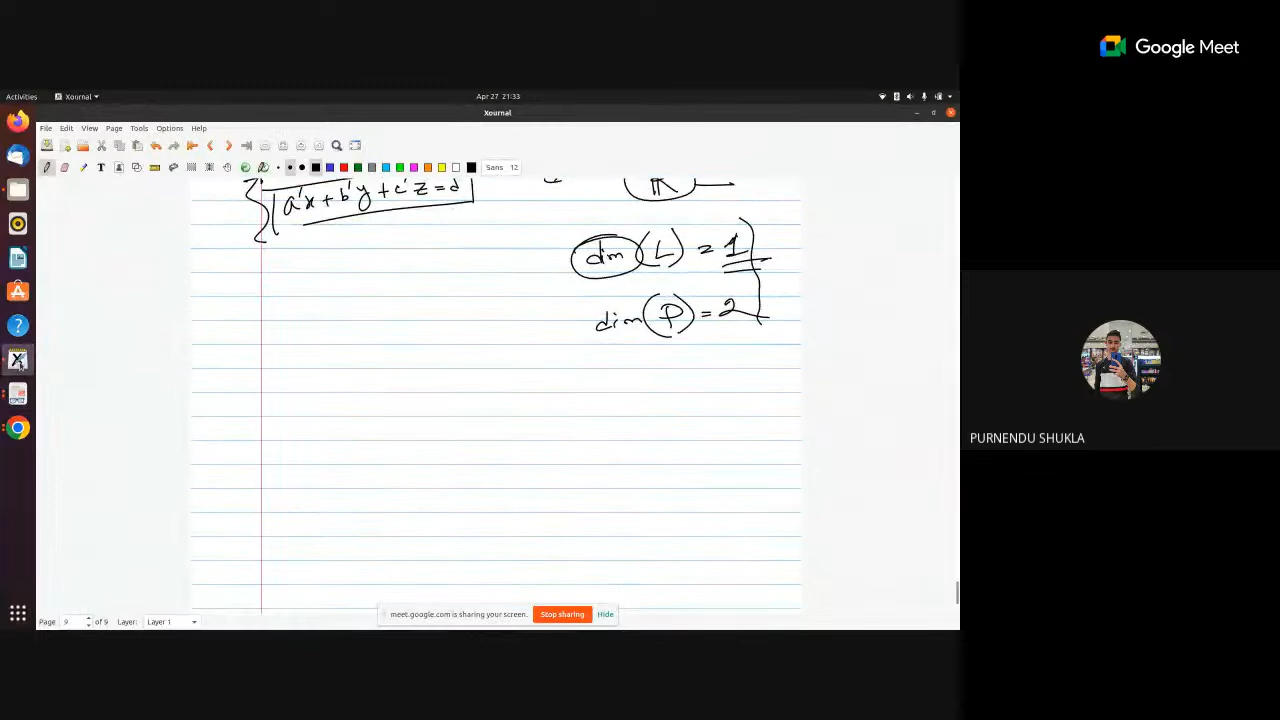 Google Meet
Activities
Xournal
Apr 27 21:33
Xournal
File Edit View Page Tools Options Help
Sans 12
a'x + b'y + c'z = d
ℝ
dim (L) = 1
dim (P) = 2
PURNENDU SHUKLA
meet.google.com is sharing your screen. Stop sharing Hide
Page 9 of 9 Layer: Layer 1